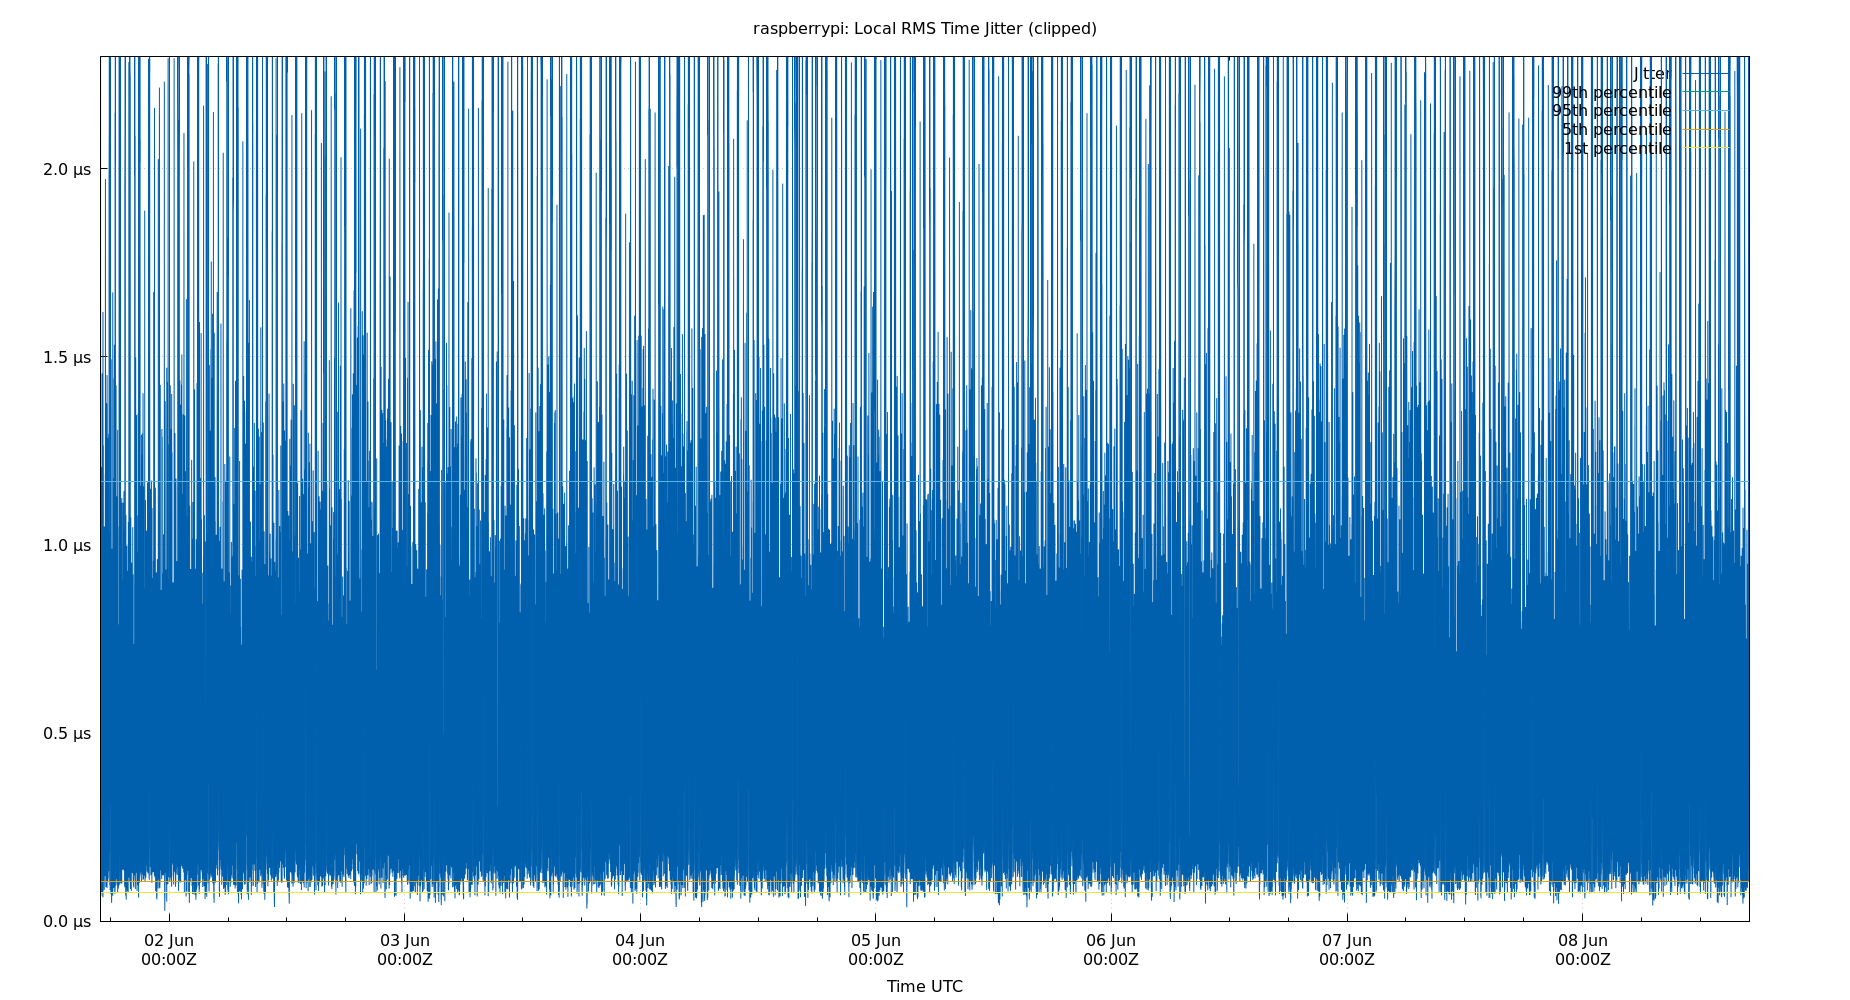 raspberrypi: Local RMS Time Jitter (clipped)
Jitter
99th percentile
95th percentile
5th percentile
1st percentile
2.0 µs
1.5 µs
1.0 µs
0.5 µs
0.0 µs
02 Jun 03 Jun 04 Jun 05 Jun 06 Jun 07 Jun 08 Jun
00:00Z 00:00Z 00:00Z 00:00Z 00:00Z 00:00Z 00:00Z
Time UTC